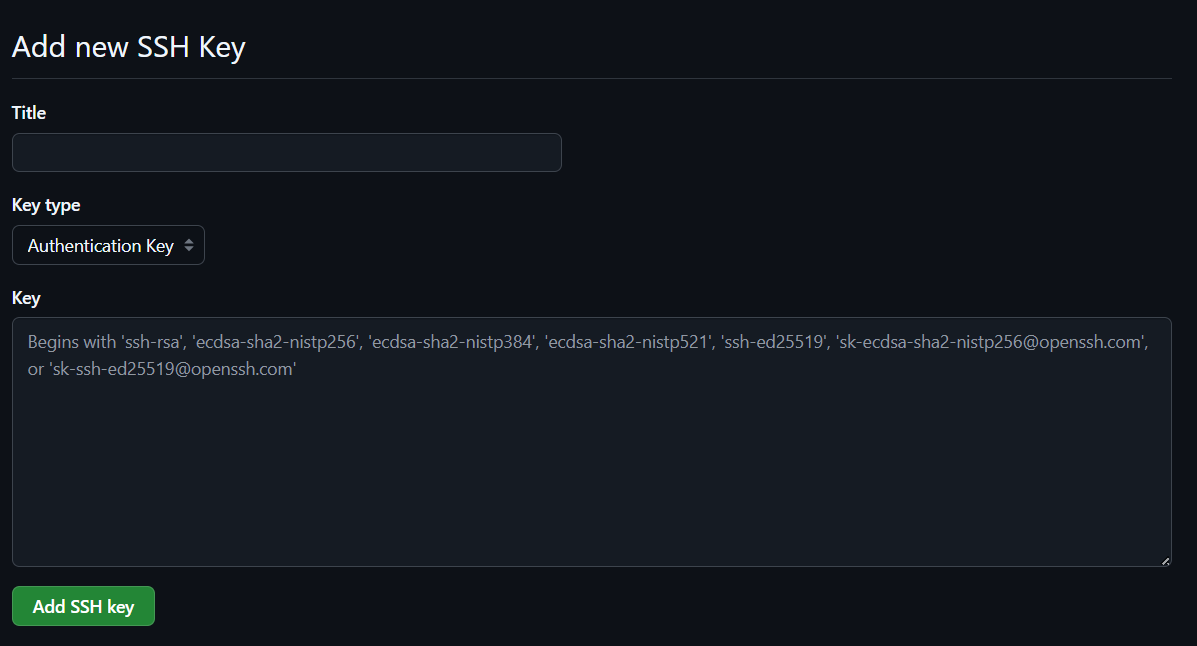 Add new SSH Key
Title
Key type
Authentication Key
Key
Begins with 'ssh-rsa', 'ecdsa-sha2-nistp256', 'ecdsa-sha2-nistp384', 'ecdsa-sha2-nistp521', 'ssh-ed25519', 'sk-ecdsa-sha2-nistp256@openssh.com',
or 'sk-ssh-ed25519@openssh.com'
Add SSH key